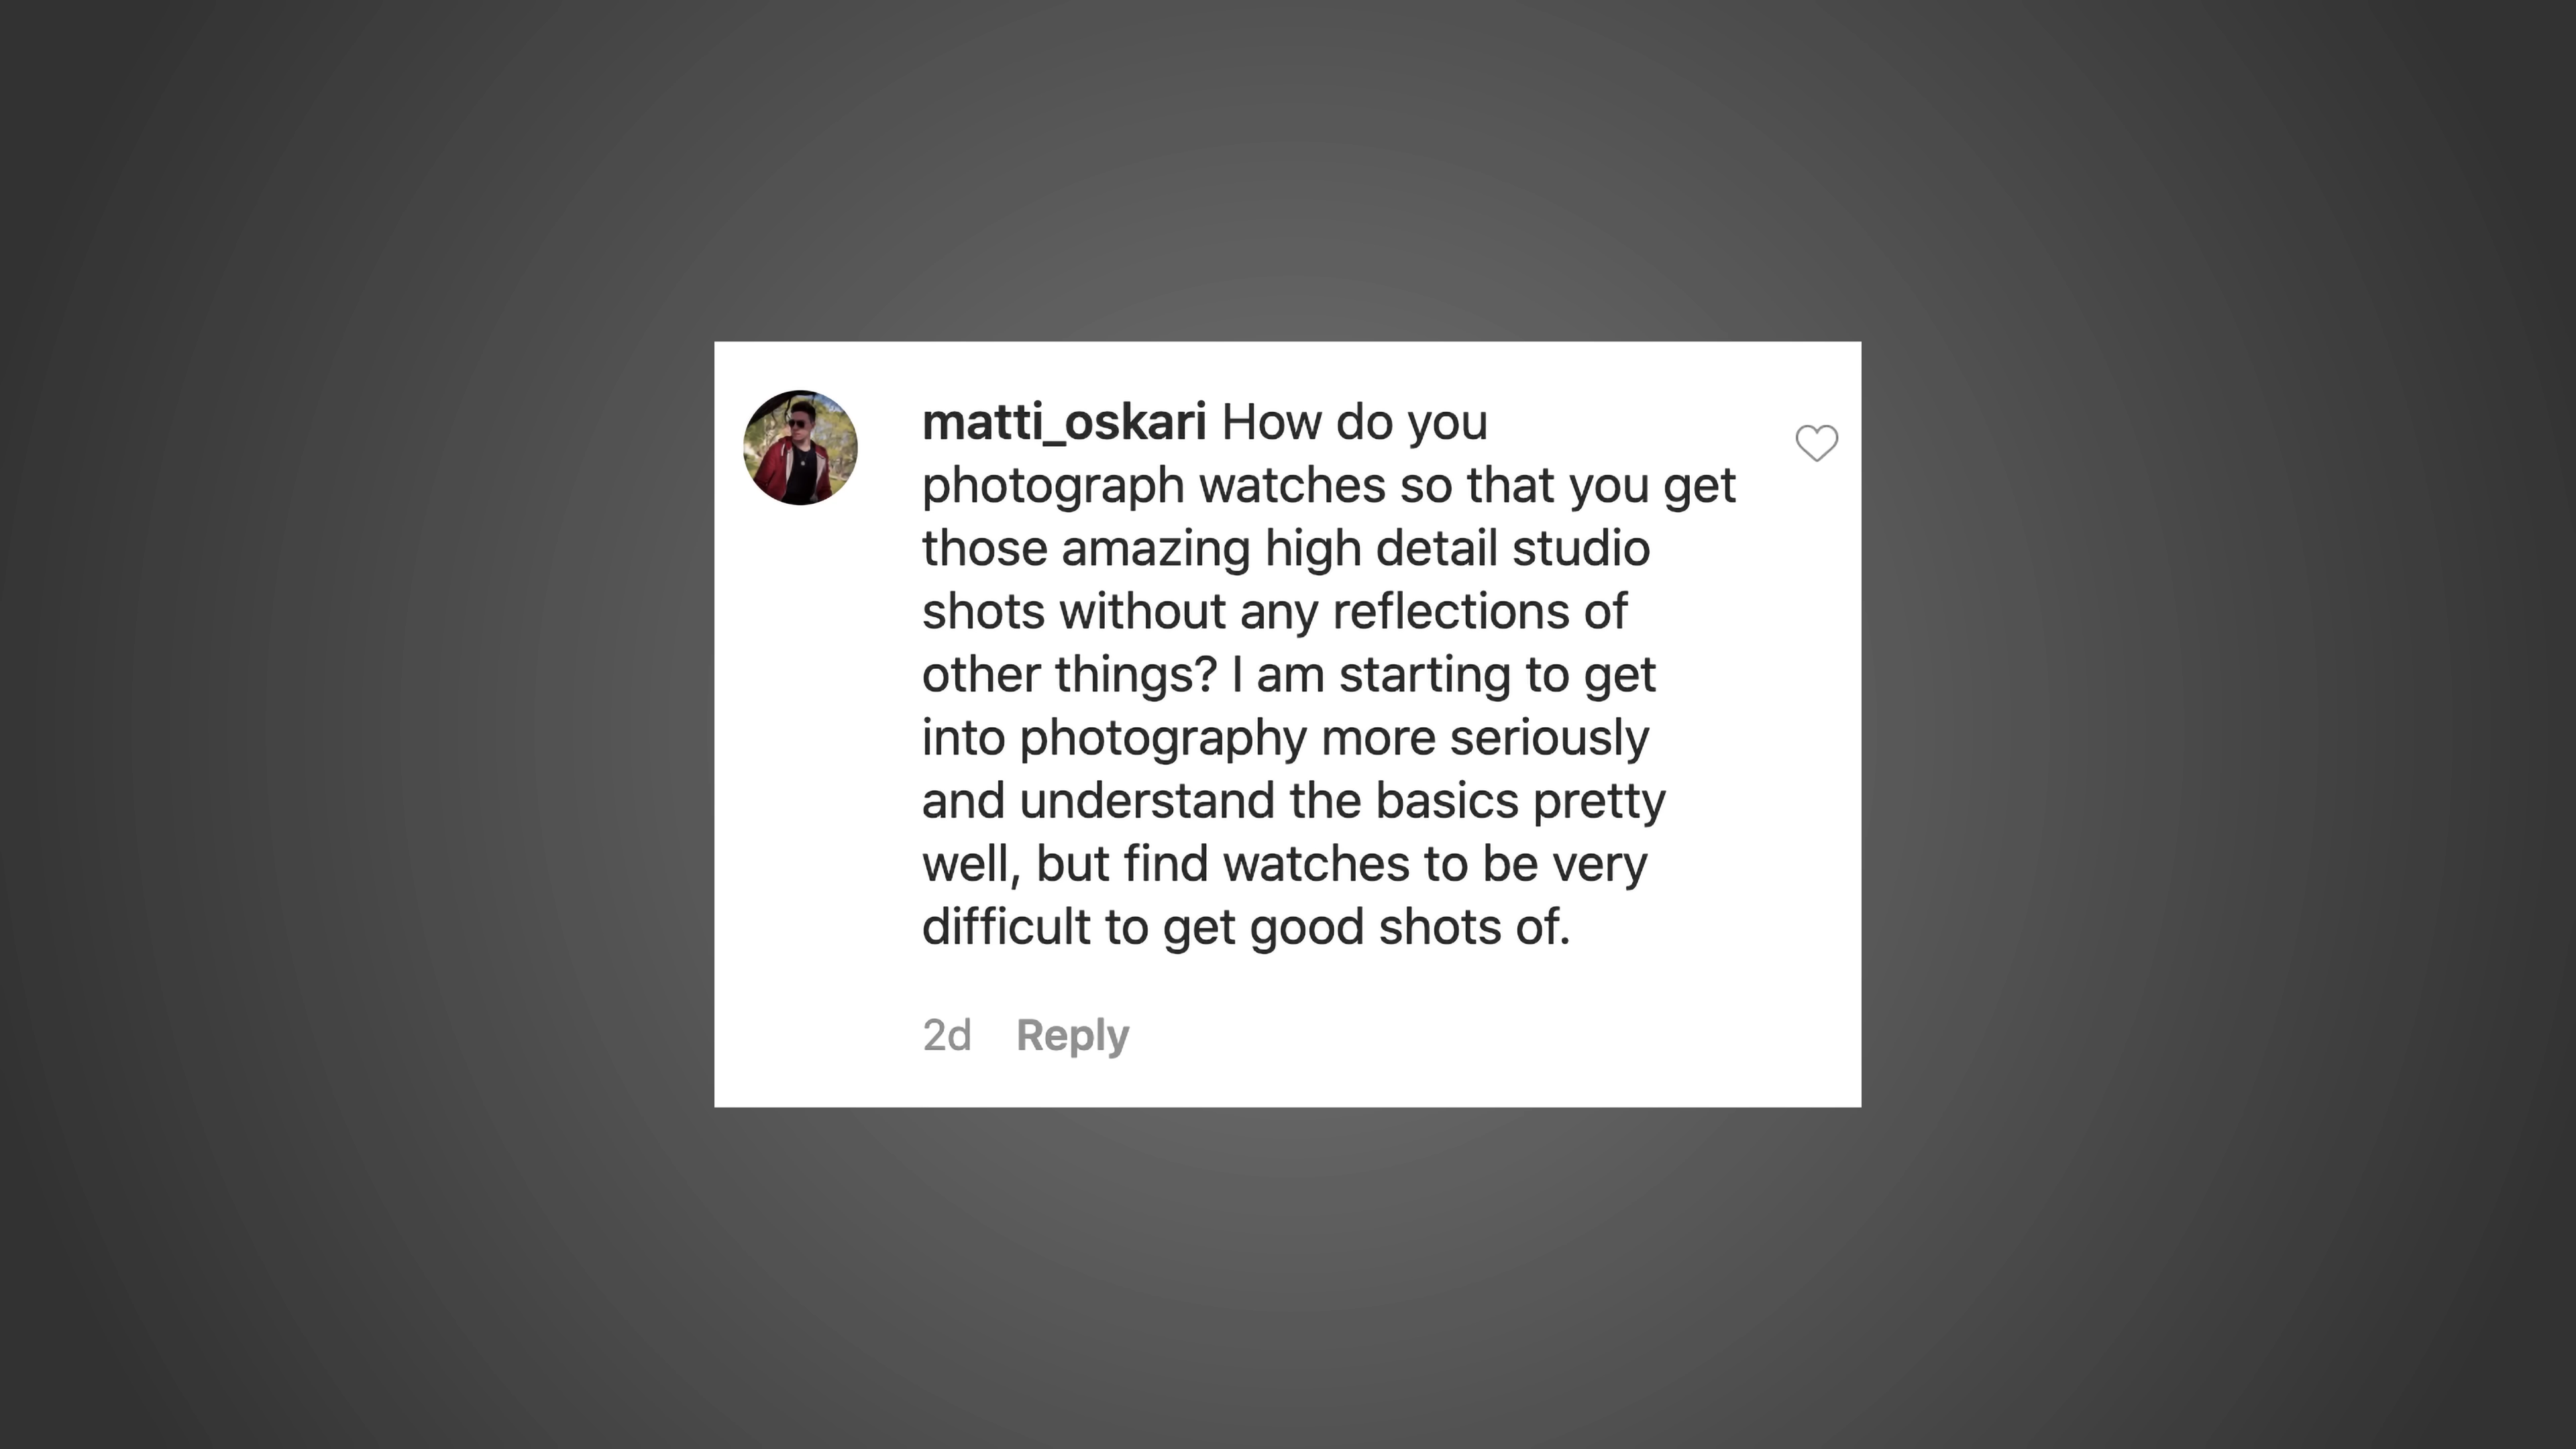 matti_oskari How do you
photograph watches so that you get
those amazing high detail studio
shots without any reflections of
other things? I am starting to get
into photography more seriously
and understand the basics pretty
well, but find watches to be very
difficult to get good shots of.
2d Reply